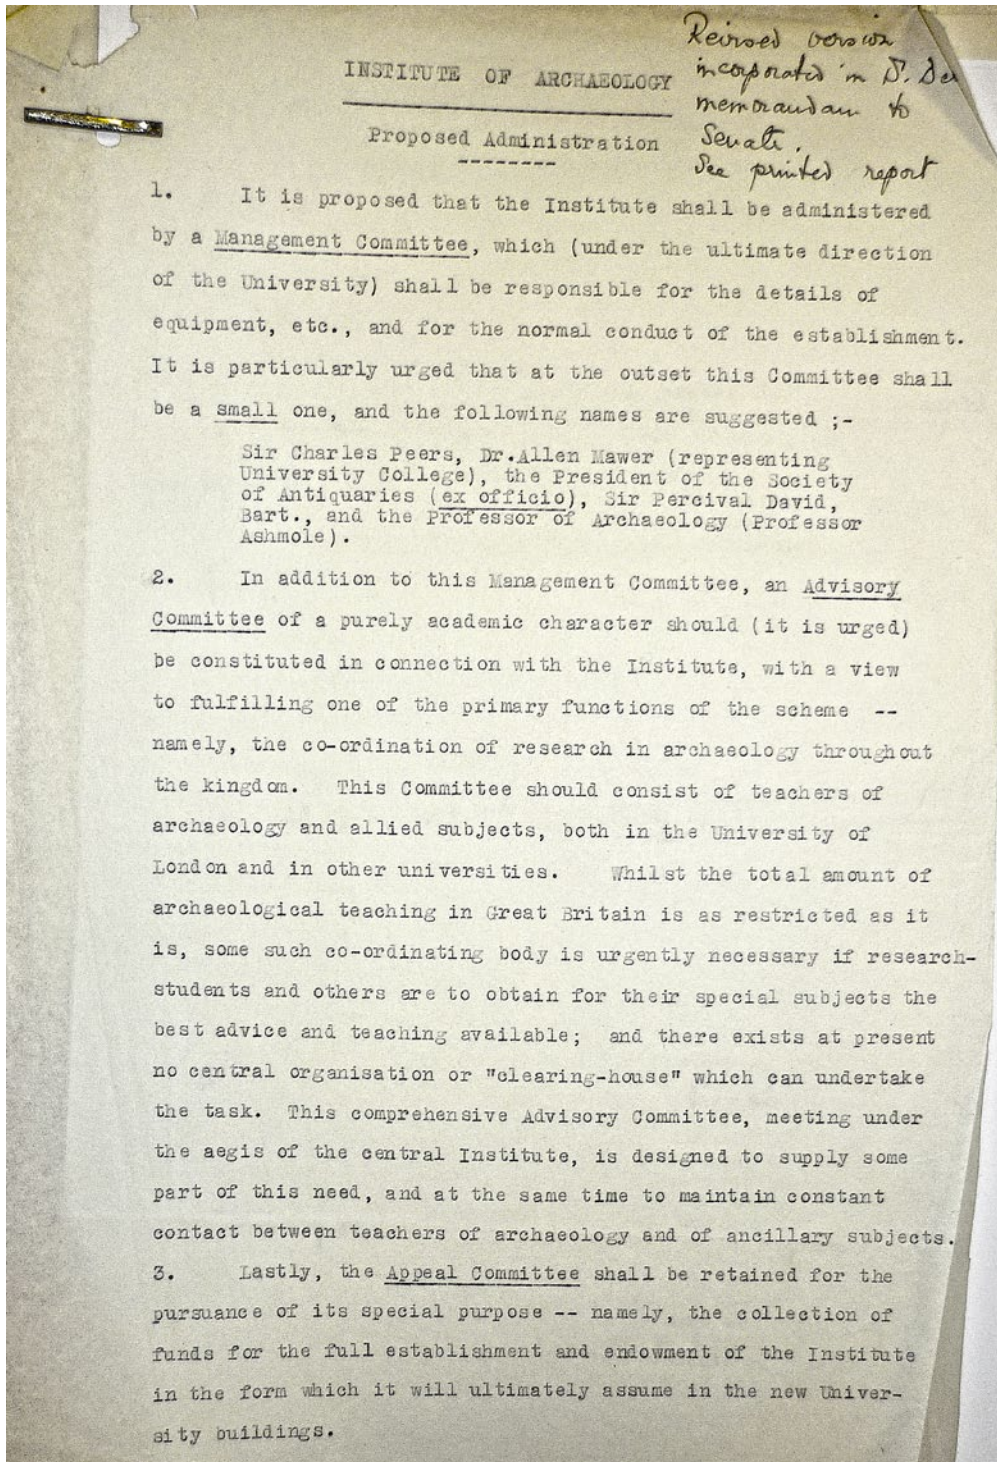 Revised version
incorporated in D. De
memorandum to
Senate.
See printed report
INSTITUTE OF ARCHAEOLOGY
Proposed Administration
--------
1. It is proposed that the Institute shall be administered
by a Management Committee, which (under the ultimate direction
of the University) shall be responsible for the details of
equipment, etc., and for the normal conduct of the establishment.
It is particularly urged that at the outset this Committee shall
be a small one, and the following names are suggested ;-
Sir Charles Peers, Dr.Allen Mawer (representing
University College), the President of the Society
of Antiquaries (ex officio), Sir Percival David,
Bart., and the Professor of Archaeology (Professor
Ashmole).
2. In addition to this Management Committee, an Advisory
Committee of a purely academic character should (it is urged)
be constituted in connection with the Institute, with a view
to fulfilling one of the primary functions of the scheme --
namely, the co-ordination of research in archaeology throughout
the kingdom. This Committee should consist of teachers of
archaeology and allied subjects, both in the University of
London and in other universities. Whilst the total amount of
archaeological teaching in Great Britain is as restricted as it
is, some such co-ordinating body is urgently necessary if research-
students and others are to obtain for their special subjects the
best advice and teaching available; and there exists at present
no central organisation or "clearing-house" which can undertake
the task. This comprehensive Advisory Committee, meeting under
the aegis of the central Institute, is designed to supply some
part of this need, and at the same time to maintain constant
contact between teachers of archaeology and of ancillary subjects.
3. Lastly, the Appeal Committee shall be retained for the
pursuance of its special purpose -- namely, the collection of
funds for the full establishment and endowment of the Institute
in the form which it will ultimately assume in the new Univer-
sity buildings.